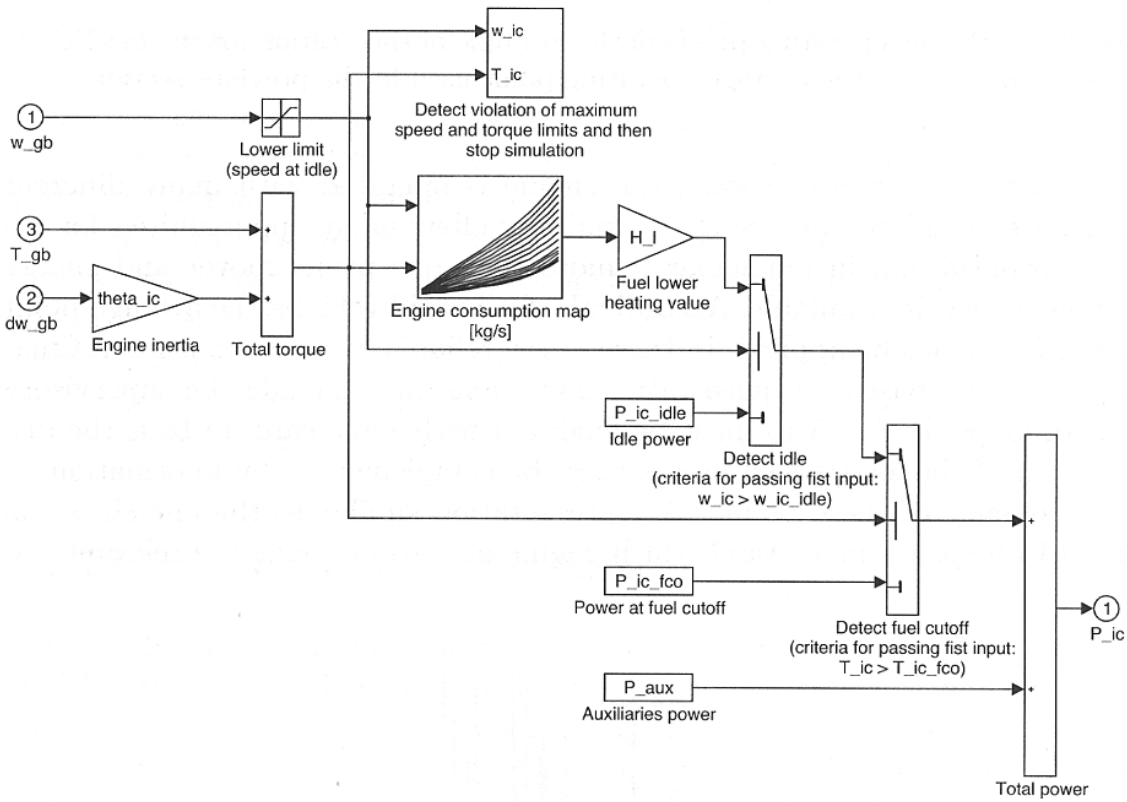 w_ic
T_ic
Detect violation of maximum
speed and torque limits and then
stop simulation
1
w_gb
Lower limit
(speed at idle)
3
T_gb
2
dw_gb
theta_ic
Engine inertia
+
+
Total torque
Engine consumption map
[kg/s]
H_l
Fuel lower
heating value
P_ic_idle
Idle power
Detect idle
(criteria for passing fist input:
w_ic > w_ic_idle)
P_ic_fco
Power at fuel cutoff
Detect fuel cutoff
(criteria for passing fist input:
T_ic > T_ic_fco)
P_aux
Auxiliaries power
+
+
Total power
1
P_ic